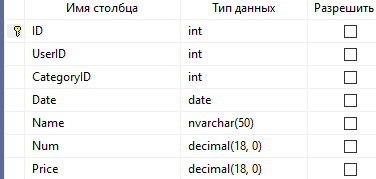 Имя столбца Тип данных Разрешить
ID int
UserID int
CategoryID int
Date date
Name nvarchar(50)
Num decimal(18, 0)
Price decimal(18, 0)